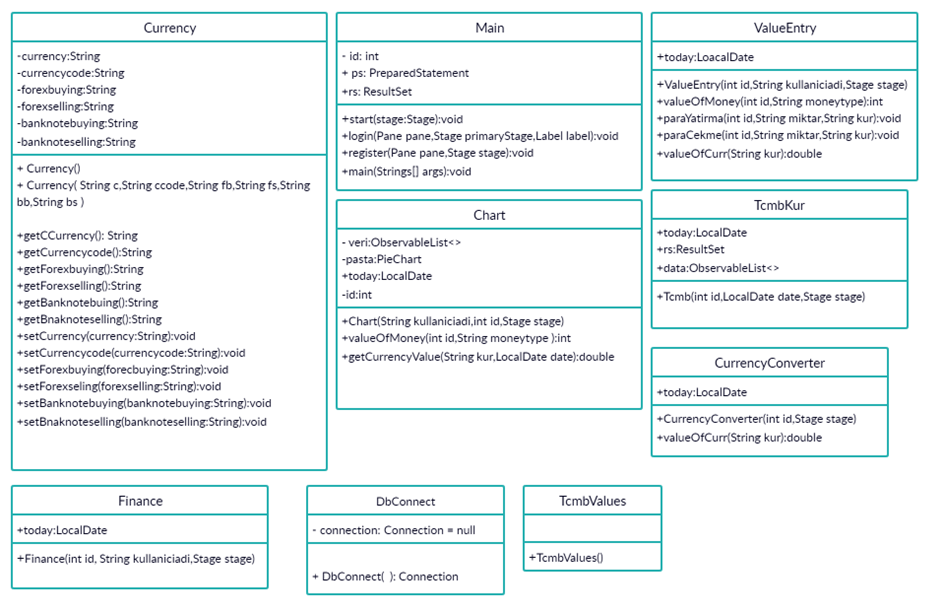 Currency
-currency:String
-currencycode:String
-forexbuying:String
-forexselling:String
-banknotebuying:String
-banknoteselling:String
+ Currency()
+ Currency( String c,String ccode,String fb,String fs,String
bb,String bs )
+getCCurrency(): String
+getCurrencycode():String
+getForexbuying():String
+getForexselling():String
+getBanknotebuing():String
+getBnaknoteselling():String
+setCurrency(currency:String):void
+setCurrencycode(currencycode:String):void
+setForexbuying(forecbuying:String):void
+setForexseling(forexselling:String):void
+setBanknotebuying(banknotebuying:String):void
+setBnaknoteselling(banknoteselling:String):void
Main
- id: int
+ ps: PreparedStatement
+rs: ResultSet
+start(stage:Stage):void
+login(Pane pane,Stage primaryStage,Label label):void
+register(Pane pane,Stage stage):void
+main(Strings[] args):void
ValueEntry
+today:LoacalDate
+ValueEntry(int id,String kullaniciadi,Stage stage)
+valueOfMoney(int id,String moneytype):int
+paraYatirma(int id,String miktar,String kur):void
+paraCekme(int id,String miktar,String kur):void
+valueOfCurr(String kur):double
Chart
- veri:ObservableList<>
-pasta:PieChart
+today:LocalDate
-id:int
+Chart(String kullaniciadi,int id,Stage stage)
+valueOfMoney(int id,String moneytype ):int
+getCurrencyValue(String kur,LocalDate date):double
TcmbKur
+today:LocalDate
+rs:ResultSet
+data:ObservableList<>
+Tcmb(int id,LocalDate date,Stage stage)
CurrencyConverter
+today:LocalDate
+CurrencyConverter(int id,Stage stage)
+valueOfCurr(String kur):double
Finance
+today:LocalDate
+Finance(int id, String kullaniciadi,Stage stage)
DbConnect
- connection: Connection = null
+ DbConnect( ): Connection
TcmbValues
+TcmbValues()